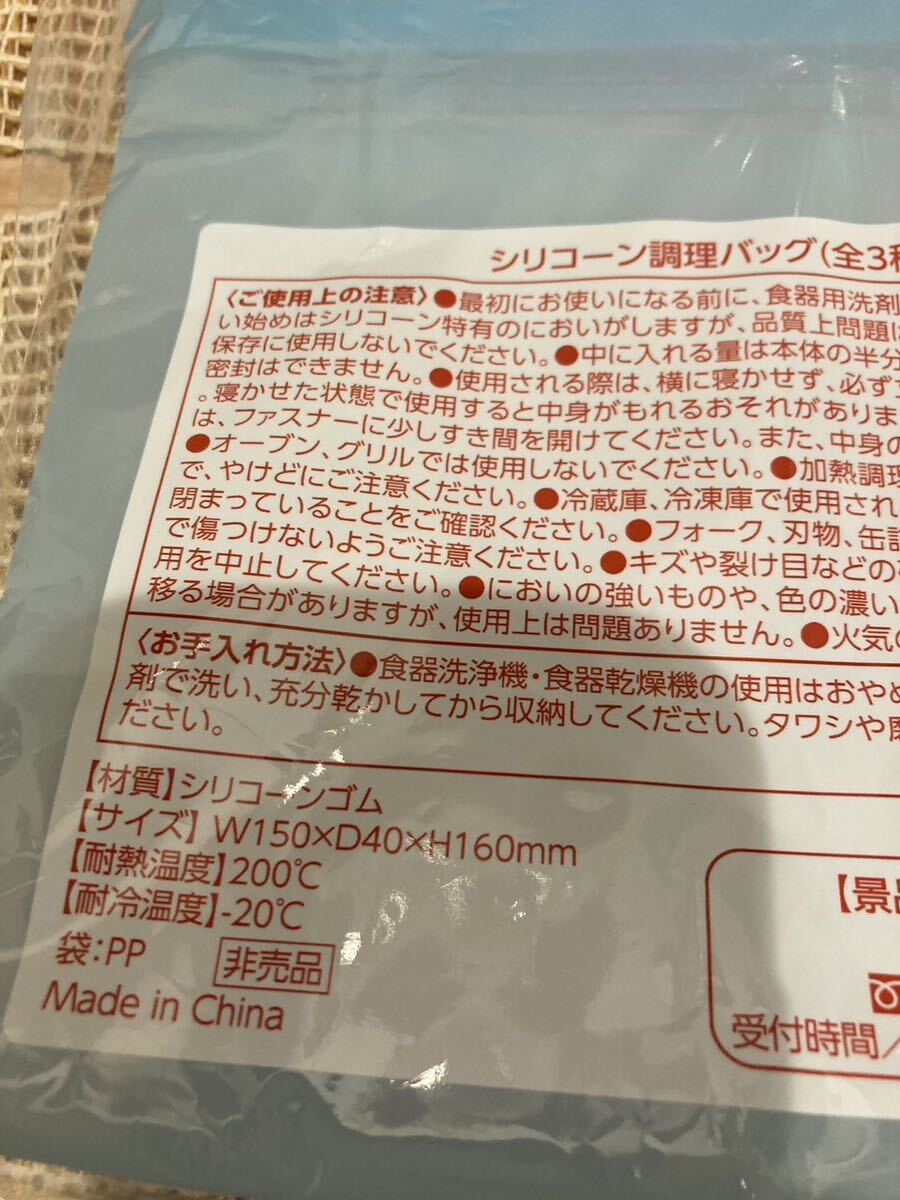 シリコーン調理バッグ(全3種
〈ご使用上の注意〉●最初にお使いになる前に、食器用洗剤
い始めはシリコーン特有のにおいがしますが、品質上問題
保存に使用しないでください。●中に入れる量は本体の半分
密封はできません。●使用される際は、横に寝かせず、必ず
。寝かせた状態で使用すると中身がもれるおそれがありま
は、ファスナーに少しすき間を開けてください。また、中身の
●オーブン、グリルでは使用しないでください。●加熱調理
で、やけどにご注意ください。●冷蔵庫、冷凍庫で使用され
閉まっていることをご確認ください。●フォーク、刃物、缶詰
で傷つけないようご注意ください。●キズや裂け目などの
用を中止してください。●においの強いものや、色の濃い
移る場合がありますが、使用上は問題ありません。●火気の
〈お手入れ方法〉●食器洗浄機・食器乾燥機の使用はおやめ
剤で洗い、充分乾かしてから収納してください。タワシや
ださい。
【材質】シリコーンゴム
【サイズ】W150×D40×H160mm
【耐熱温度】200℃
【耐冷温度】-20℃
袋:PP 非売品
Made in China
【景品
受付時間/